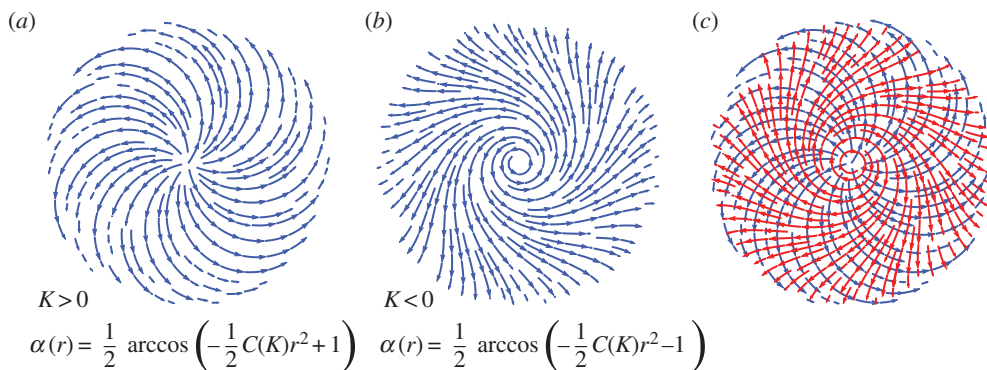 (a) (b) (c)
K > 0 K < 0
α(r) = 1/2 arccos (–1/2 C(K)r² + 1) α(r) = 1/2 arccos (–1/2 C(K)r² – 1)